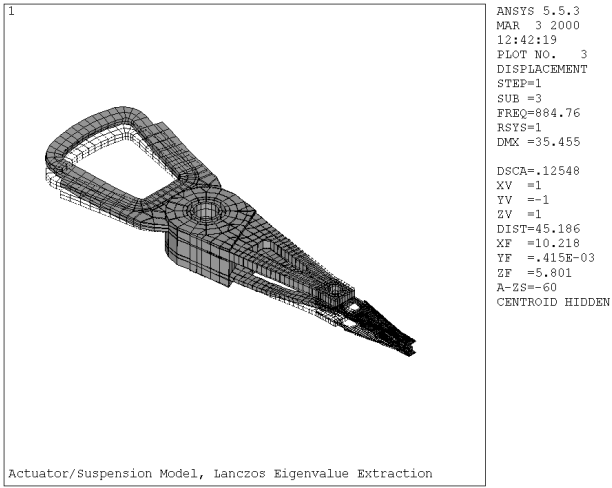 1
ANSYS 5.5.3
MAR  3 2000
12:42:19
PLOT NO.   3
DISPLACEMENT
STEP=1
SUB =3
FREQ=884.76
RSYS=1
DMX =35.455
DSCA=.12548
XV  =1
YV  =-1
ZV  =1
DIST=45.186
XF  =10.218
YF  =.415E-03
ZF  =5.801
A-ZS=-60
CENTROID HIDDEN
Actuator/Suspension Model, Lanczos Eigenvalue Extraction